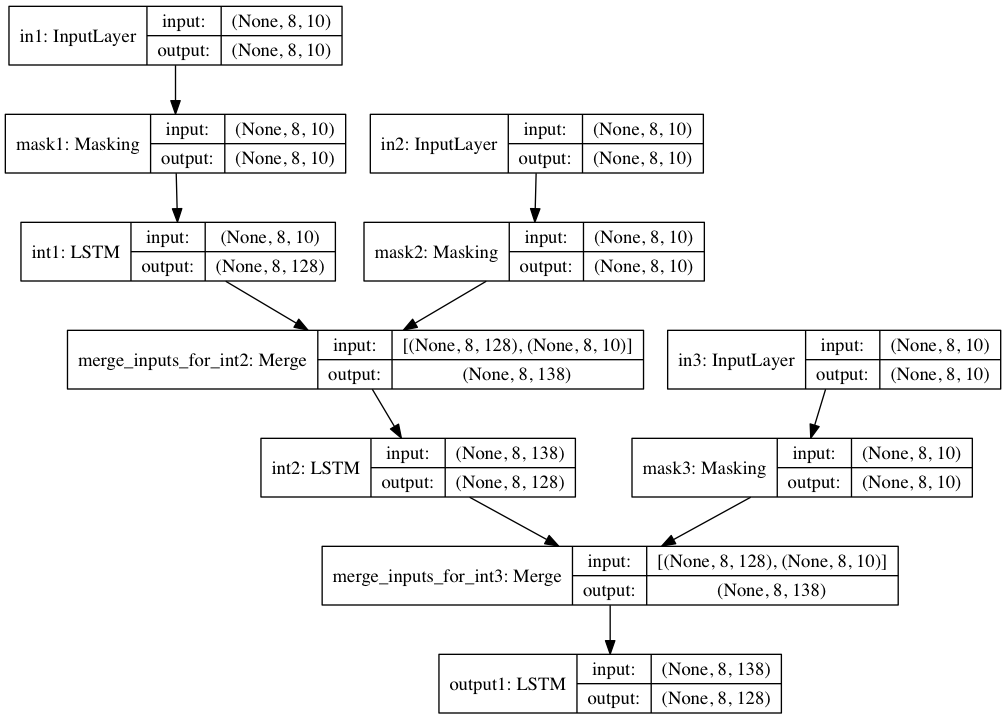 in1: InputLayer
input: (None, 8, 10)
output: (None, 8, 10)
mask1: Masking
input: (None, 8, 10)
output: (None, 8, 10)
in2: InputLayer
input: (None, 8, 10)
output: (None, 8, 10)
int1: LSTM
input: (None, 8, 10)
output: (None, 8, 128)
mask2: Masking
input: (None, 8, 10)
output: (None, 8, 10)
merge_inputs_for_int2: Merge
input: [(None, 8, 128), (None, 8, 10)]
output: (None, 8, 138)
in3: InputLayer
input: (None, 8, 10)
output: (None, 8, 10)
int2: LSTM
input: (None, 8, 138)
output: (None, 8, 128)
mask3: Masking
input: (None, 8, 10)
output: (None, 8, 10)
merge_inputs_for_int3: Merge
input: [(None, 8, 128), (None, 8, 10)]
output: (None, 8, 138)
output1: LSTM
input: (None, 8, 138)
output: (None, 8, 128)